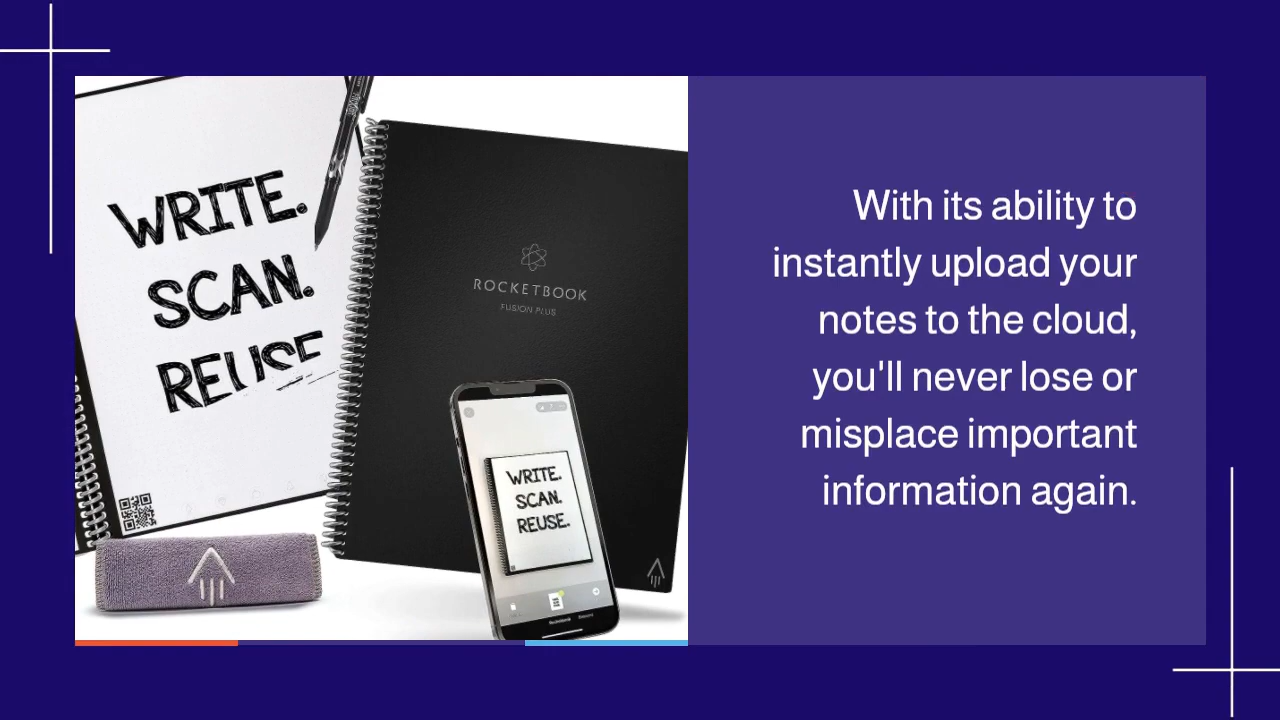 WRITE.
SCAN.
REUSE
ROCKETBOOK
FUSION PLUS
WRITE.
SCAN.
REUSE.
With its ability to
instantly upload your
notes to the cloud,
you'll never lose or
misplace important
information again.